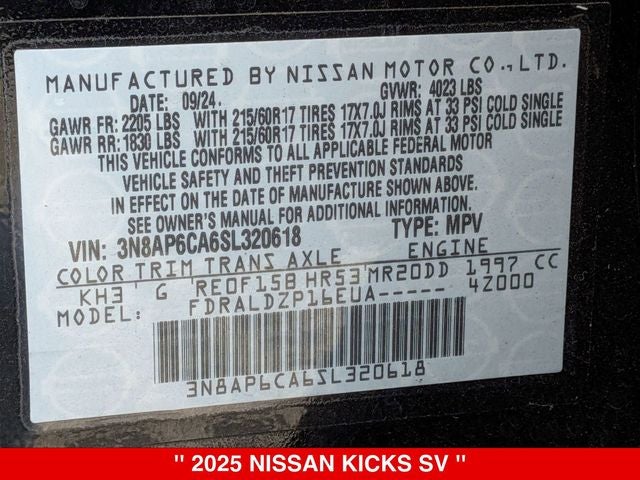 MANUFACTURED BY NISSAN MOTOR CO.,LTD.
DATE: 09/24. GVWR: 4023 LBS
GAWR FR: 2205 LBS WITH 215/60R17 TIRES 17X7.0J RIMS AT 33 PSI COLD SINGLE
GAWR RR: 1830 LBS WITH 215/60R17 TIRES 17X7.0J RIMS AT 33 PSI COLD SINGLE
THIS VEHICLE CONFORMS TO ALL APPLICABLE FEDERAL MOTOR
VEHICLE SAFETY AND THEFT PREVENTION STANDARDS
IN EFFECT ON THE DATE OF MANUFACTURE SHOWN ABOVE.
SEE OWNER'S MANUAL FOR ADDITIONAL INFORMATION.
VIN: 3N8AP6CA6SL320618 TYPE: MPV
COLOR TRIM TRANS AXLE ENGINE
KH3 ' G 'RE0F15B HR53'MR20DD 1997 CC
MODEL: FDRALDZP16EUA----- 4Z000
3N8AP6CA6SL320618
" 2025 NISSAN KICKS SV "